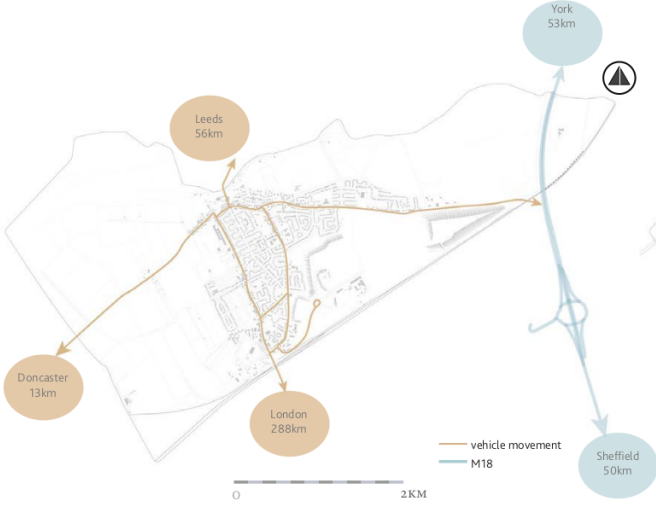 York
53km
Leeds
56km
Doncaster
13km
London
288km
vehicle movement
M18
Sheffield
50km
0 2KM